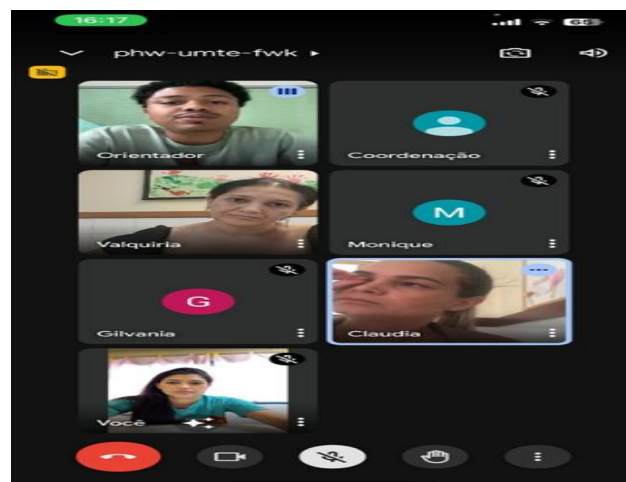 16:17
65
phw-umte-fwk
Orientador
Coordenação
Valquiria
M
Monique
G
Gilvania
Claudia
Você